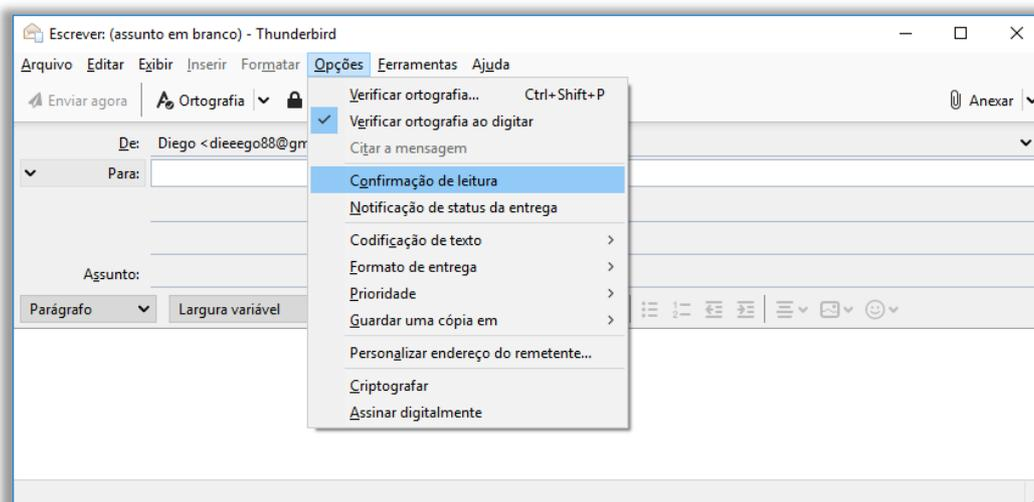 Escrever: (assunto em branco) - Thunderbird
Arquivo Editar Exibir Inserir Formatar Opções Ferramentas Ajuda
Enviar agora Ortografia Anexar
Verificar ortografia... Ctrl+Shift+P
Verificar ortografia ao digitar
Citar a mensagem
Confirmação de leitura
Notificação de status da entrega
Codificação de texto
Formato de entrega
Prioridade
Guardar uma cópia em
Personalizar endereço do remetente...
Criptografar
Assinar digitalmente
De: Diego <dieeego88@gm
Para:
Assunto:
Parágrafo Largura variável